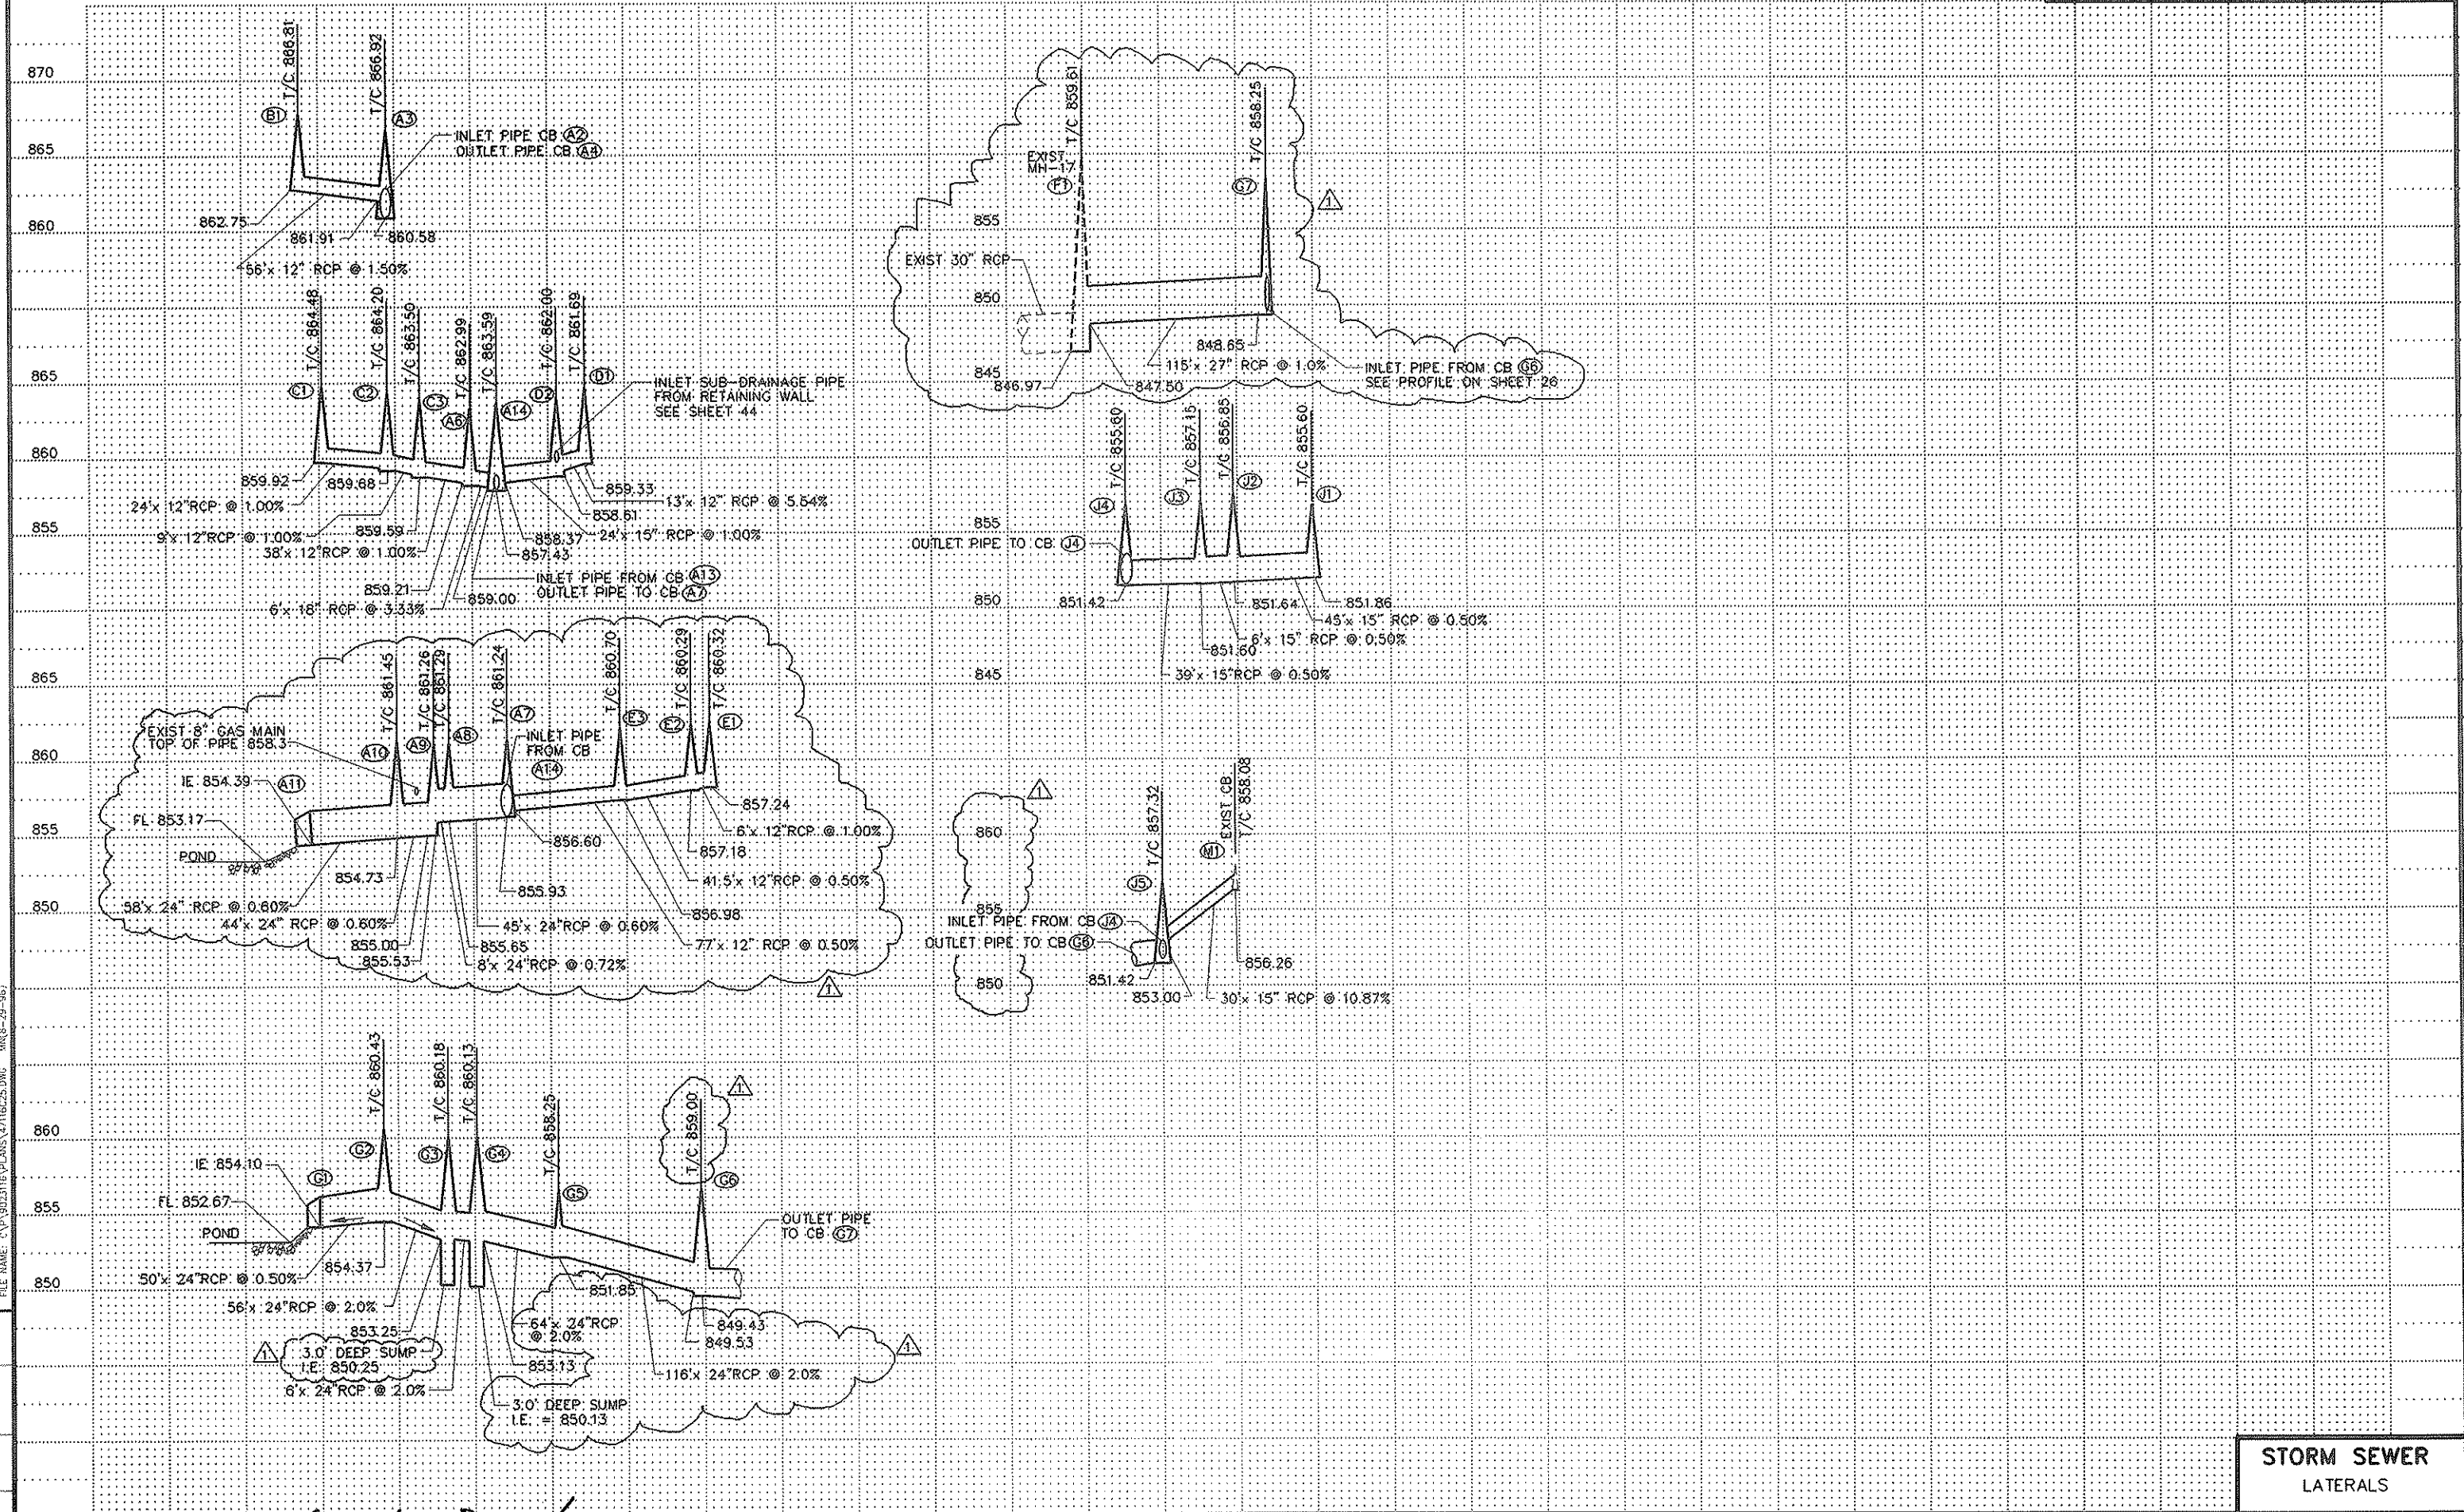 870
865
860
T/C 866.81
T/C 866.92
B1
A3
INLET PIPE CB A2
OUTLET PIPE CB A4
862.75
861.91
860.58
56'x 12" RCP @ 1.50%
865
860
855
T/C 864.48
T/C 864.20
T/C 863.50
T/C 862.99
T/C 863.59
T/C 862.00
T/C 861.69
C1
C2
C3
A6
A14
D2
D1
INLET SUB-DRAINAGE PIPE
FROM RETAINING WALL
SEE SHEET 44
859.92
859.68
24'x 12"RCP @ 1.00%
9'x 12"RCP @ 1.00%
859.59
38'x 12"RCP @ 1.00%
859.33
13'x 12" RCP @ 5.54%
858.61
24'x 15" RCP @ 1.00%
858.37
857.43
INLET PIPE FROM CB A13
OUTLET PIPE TO CB A7
859.21
859.00
6'x 18" RCP @ 3.33%
865
860
855
850
T/C 861.45
T/C 861.26
T/C 861.29
T/C 861.24
T/C 860.70
T/C 860.29
T/C 860.32
EXIST 8" GAS MAIN
TOP OF PIPE 858.3
A10
A9
A8
A7
E3
E2
E1
INLET PIPE
FROM CB
A14
IE 854.39
A11
FL 853.17
POND
854.73
58'x 24" RCP @ 0.60%
44'x 24" RCP @ 0.60%
855.00
855.53
855.65
8'x 24"RCP @ 0.72%
45'x 24"RCP @ 0.60%
855.93
856.60
857.24
6'x 12"RCP @ 1.00%
857.18
41.5'x 12"RCP @ 0.50%
856.98
77'x 12" RCP @ 0.50%
1
860
855
850
T/C 860.43
T/C 860.18
T/C 860.13
T/C 858.25
T/C 859.00
1
G2
G3
G4
G5
G6
IE 854.10
G1
FL 852.67
POND
OUTLET PIPE
TO CB G7
50'x 24"RCP @ 0.50%
854.37
56'x 24"RCP @ 2.0%
853.25
1
3.0' DEEP SUMP
I.E. 850.25
6'x 24"RCP @ 2.0%
851.85
64'x 24"RCP
@ 2.0%
853.13
849.43
849.53
116'x 24"RCP @ 2.0%
1
3.0' DEEP SUMP
I.E. = 850.13
T/C 859.61
T/C 858.25
EXIST.
MH-17
F1
G7
1
855
850
845
EXIST 30" RCP
848.65
115'x 27" RCP @ 1.0%
846.97
847.50
INLET PIPE FROM CB G6
SEE PROFILE ON SHEET 26
T/C 855.60
T/C 857.15
T/C 856.85
T/C 855.60
J4
J3
J2
J1
855
850
845
OUTLET PIPE TO CB J4
851.42
851.64
851.86
45'x 15" RCP @ 0.50%
6'x 15" RCP @ 0.50%
851.60
39'x 15"RCP @ 0.50%
1
860
855
850
T/C 857.32
EXIST CB
T/C 858.08
M1
J5
INLET PIPE FROM CB J4
OUTLET PIPE TO CB G6
851.42
853.00
856.26
30'x 15" RCP @ 10.87%
STORM SEWER
LATERALS